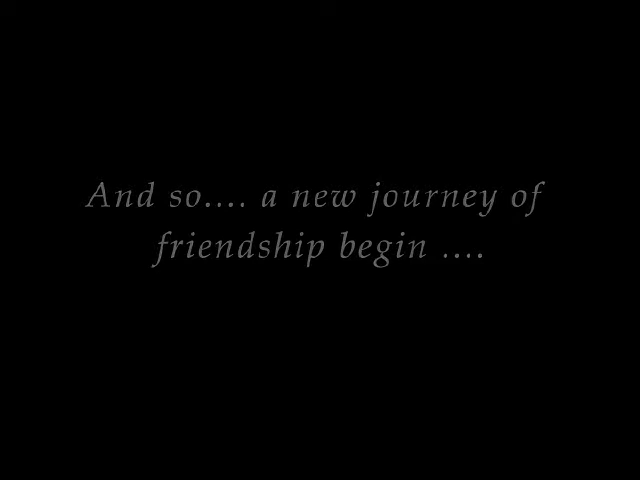 And so.... a new journey of
friendship begin ....